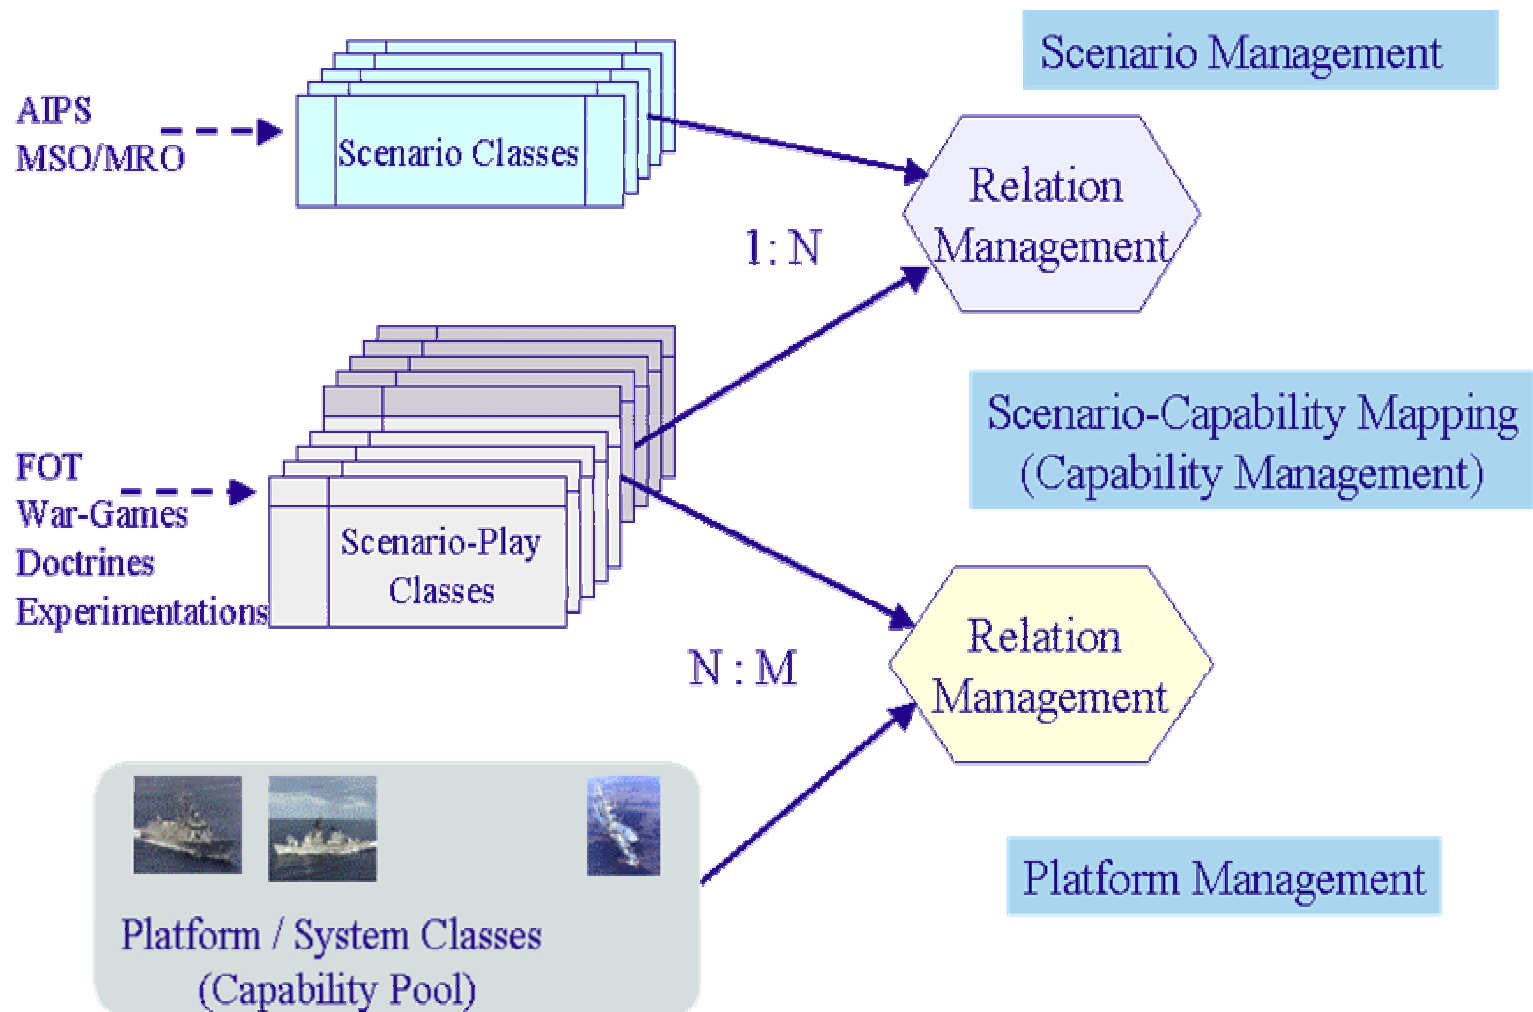 Scenario Management
AIPS
MSO/MRO
Scenario Classes
Relation
Management
1: N
Scenario-Capability Mapping
(Capability Management)
FOT
War-Games
Doctrines
Experimentations
Scenario-Play
Classes
Relation
Management
N : M
Platform Management
Platform / System Classes
(Capability Pool)